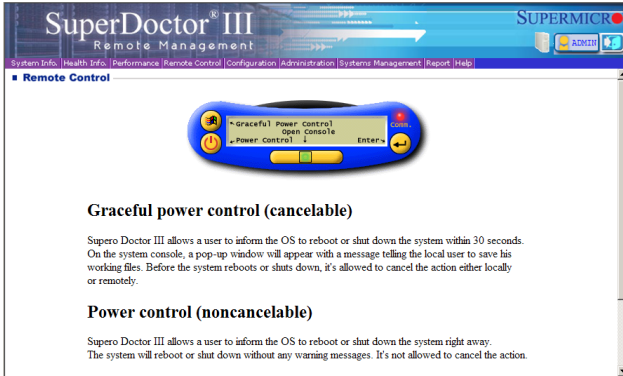 SuperDoctor® III
Remote Management
SUPERMICR
ADMIN
System Info. |Health Info. |Performance |Remote Control |Configuration |Administration |Systems Management |Report |Help|
Remote Control
Graceful Power Control
Open Console
Power Control ↓ Enter
Comm.
Graceful power control (cancelable)
Supero Doctor III allows a user to inform the OS to reboot or shut down the system within 30 seconds.
On the system console, a pop-up window will appear with a message telling the local user to save his
working files. Before the system reboots or shuts down, it's allowed to cancel the action either locally
or remotely.
Power control (noncancelable)
Supero Doctor III allows a user to inform the OS to reboot or shut down the system right away.
The system will reboot or shut down without any warning messages. It's not allowed to cancel the action.